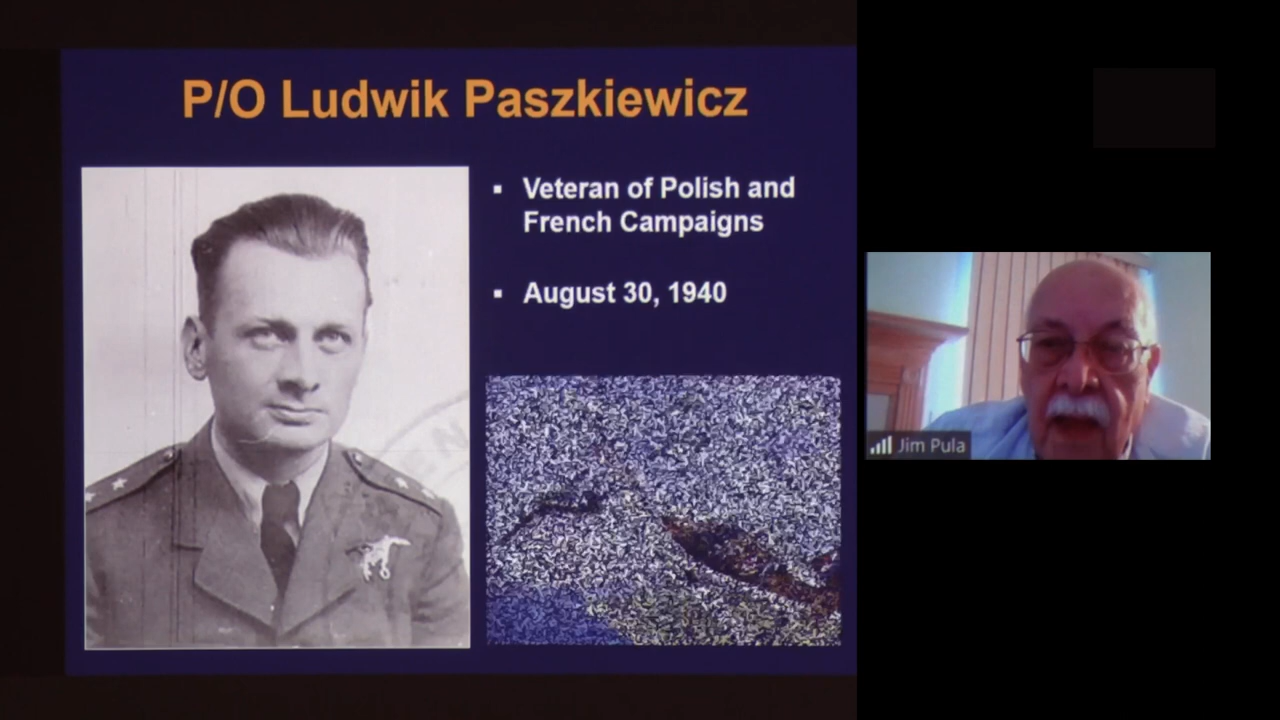 P/O Ludwik Paszkiewicz
▪ Veteran of Polish and
French Campaigns
▪ August 30, 1940
Jim Pula